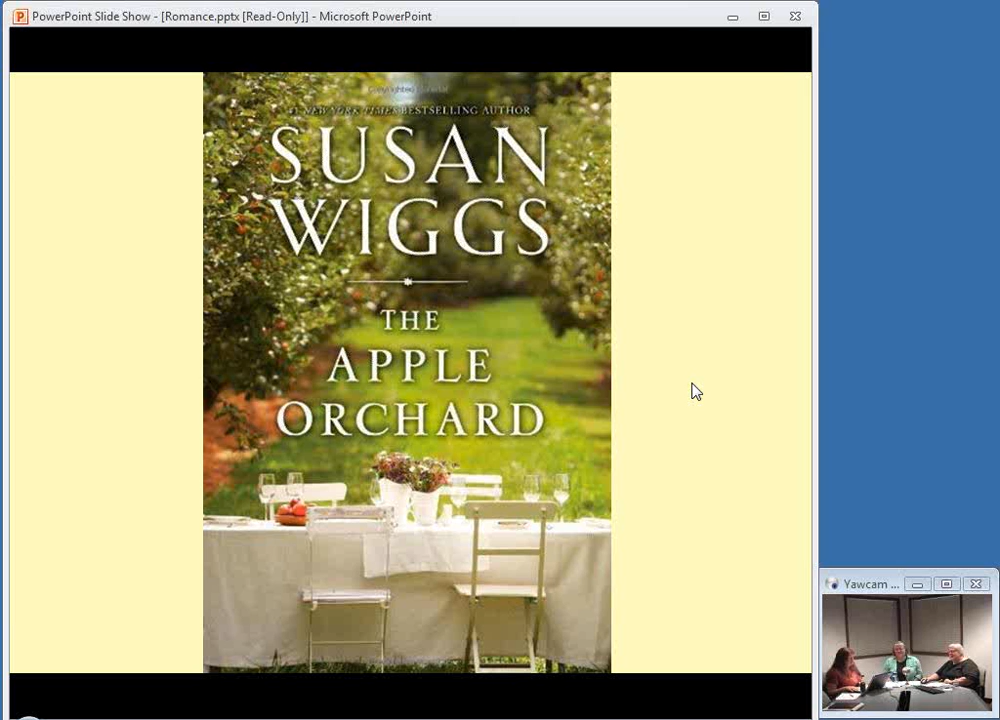 PowerPoint Slide Show - [Romance.pptx [Read-Only]] - Microsoft PowerPoint
#1 NEW YORK TIMES BESTSELLING AUTHOR
SUSAN
WIGGS
THE
APPLE
ORCHARD
Yawcam ...